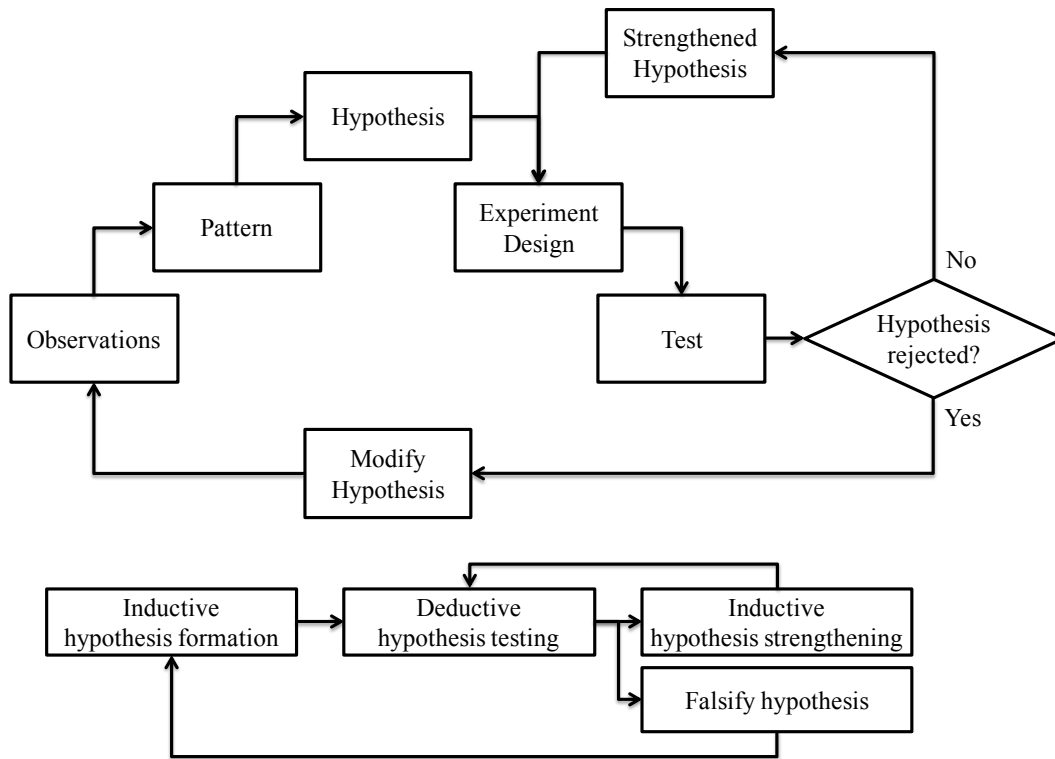 Strengthened
Hypothesis
Hypothesis
Pattern
Experiment
Design
No
Observations
Test
Hypothesis
rejected?
Yes
Modify
Hypothesis
Inductive
hypothesis formation
Deductive
hypothesis testing
Inductive
hypothesis strengthening
Falsify hypothesis